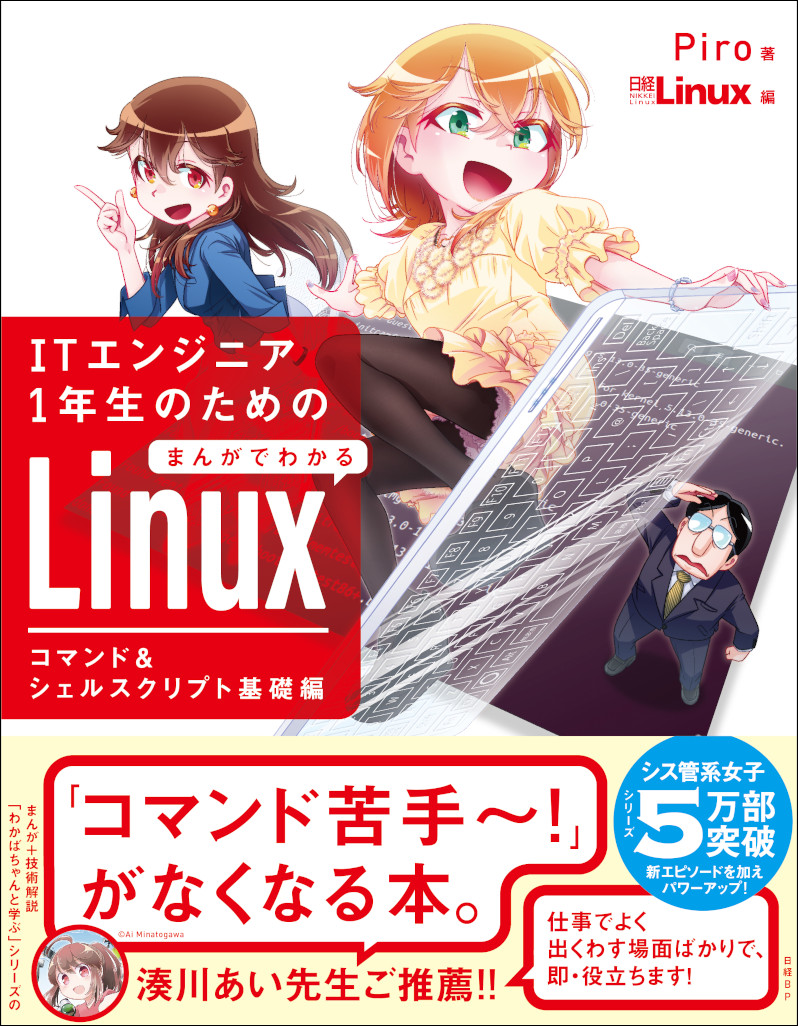 Piro 著
日経Linux 編
NIKKEI
Linux
ITエンジニア
1年生のための
まんがでわかる
Linux
コマンド&
シェルスクリプト基礎編
generic
generic.
「コマンド苦手〜!」
がなくなる本。
シス管系女子
シリーズ
5万部
突破
新エピソードを加え
パワーアップ!
まんが+技術解説
「わかばちゃんと学ぶ」シリーズの
©Ai Minatogawa
湊川あい先生ご推薦!!
仕事でよく
出くわす場面ばかりで、
即・役立ちます!
日経BP